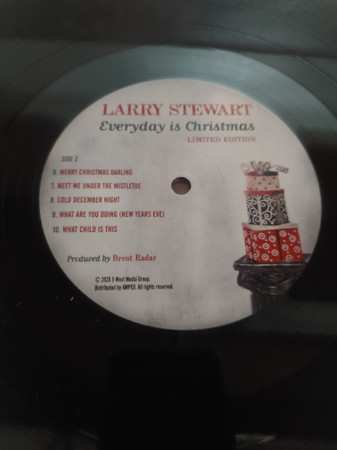 LARRY STEWART
Everyday is Christmas
LIMITED EDITION
SIDE 2
6. MERRY CHRISTMAS DARLING
7. MEET ME UNDER THE MISTLETOE
8. COLD DECEMBER NIGHT
9. WHAT ARE YOU DOING (NEW YEARS EVE)
10. WHAT CHILD IS THIS
Produced by Brent Rader
Media Group.
Distributed by AMPED. All rights reserved.